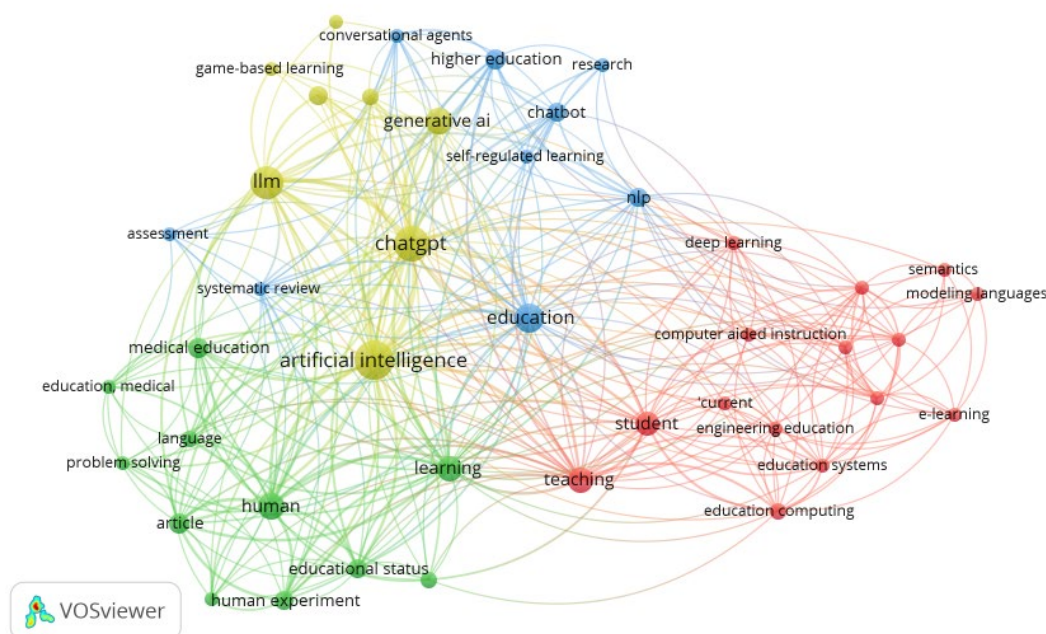 conversational agents
higher education
research
game-based learning
chatbot
generative ai
self-regulated learning
llm
nlp
assessment
chatgpt
deep learning
semantics
systematic review
modeling languages
education
computer aided instruction
medical education
artificial intelligence
education, medical
'current
e-learning
student
engineering education
language
problem solving
learning
education systems
teaching
human
education computing
article
educational status
human experiment
VOSviewer